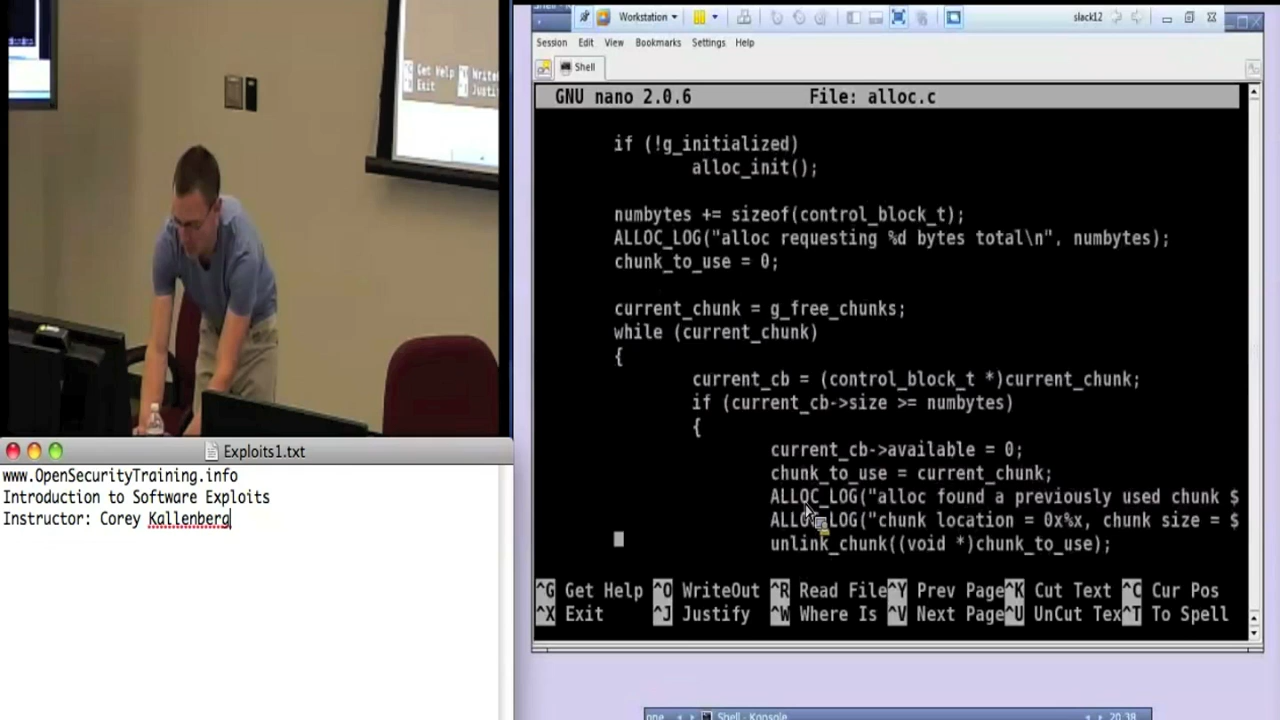 Get Help
Exit
Exploits1.txt
www.OpenSecurityTraining.info
Introduction to Software Exploits
Instructor: Corey Kallenberg
Workstation
slack12
Session Edit View Bookmarks Settings Help
Shell
GNU nano 2.0.6 File: alloc.c
if (!g_initialized)
alloc_init();
numbytes += sizeof(control_block_t);
ALLOC_LOG("alloc requesting %d bytes total\n", numbytes);
chunk_to_use = 0;
current_chunk = g_free_chunks;
while (current_chunk)
{
current_cb = (control_block_t *)current_chunk;
if (current_cb->size >= numbytes)
{
current_cb->available = 0;
chunk_to_use = current_chunk;
ALLOC_LOG("alloc found a previously used chunk $
ALLOC_LOG("chunk location = 0x%x, chunk size = $
unlink_chunk((void *)chunk_to_use);
^G Get Help ^O WriteOut ^R Read File ^Y Prev Page ^K Cut Text ^C Cur Pos
^X Exit ^J Justify ^W Where Is ^V Next Page ^U UnCut Tex ^T To Spell
Shell - Konsole
20.38